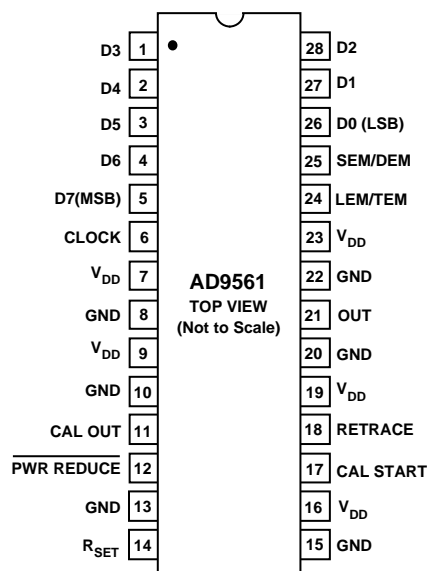 D3 1
D4 2
D5 3
D6 4
D7(MSB) 5
CLOCK 6
VDD 7
GND 8
VDD 9
GND 10
CAL OUT 11
PWR REDUCE 12
GND 13
RSET 14
AD9561
TOP VIEW
(Not to Scale)
28 D2
27 D1
26 D0 (LSB)
25 SEM/DEM
24 LEM/TEM
23 VDD
22 GND
21 OUT
20 GND
19 VDD
18 RETRACE
17 CAL START
16 VDD
15 GND